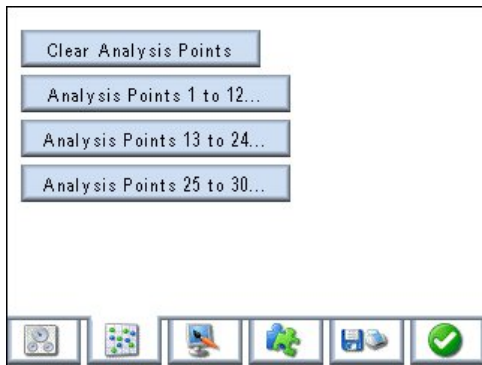 Clear Analysis Points
Analysis Points 1 to 12...
Analysis Points 13 to 24...
Analysis Points 25 to 30...